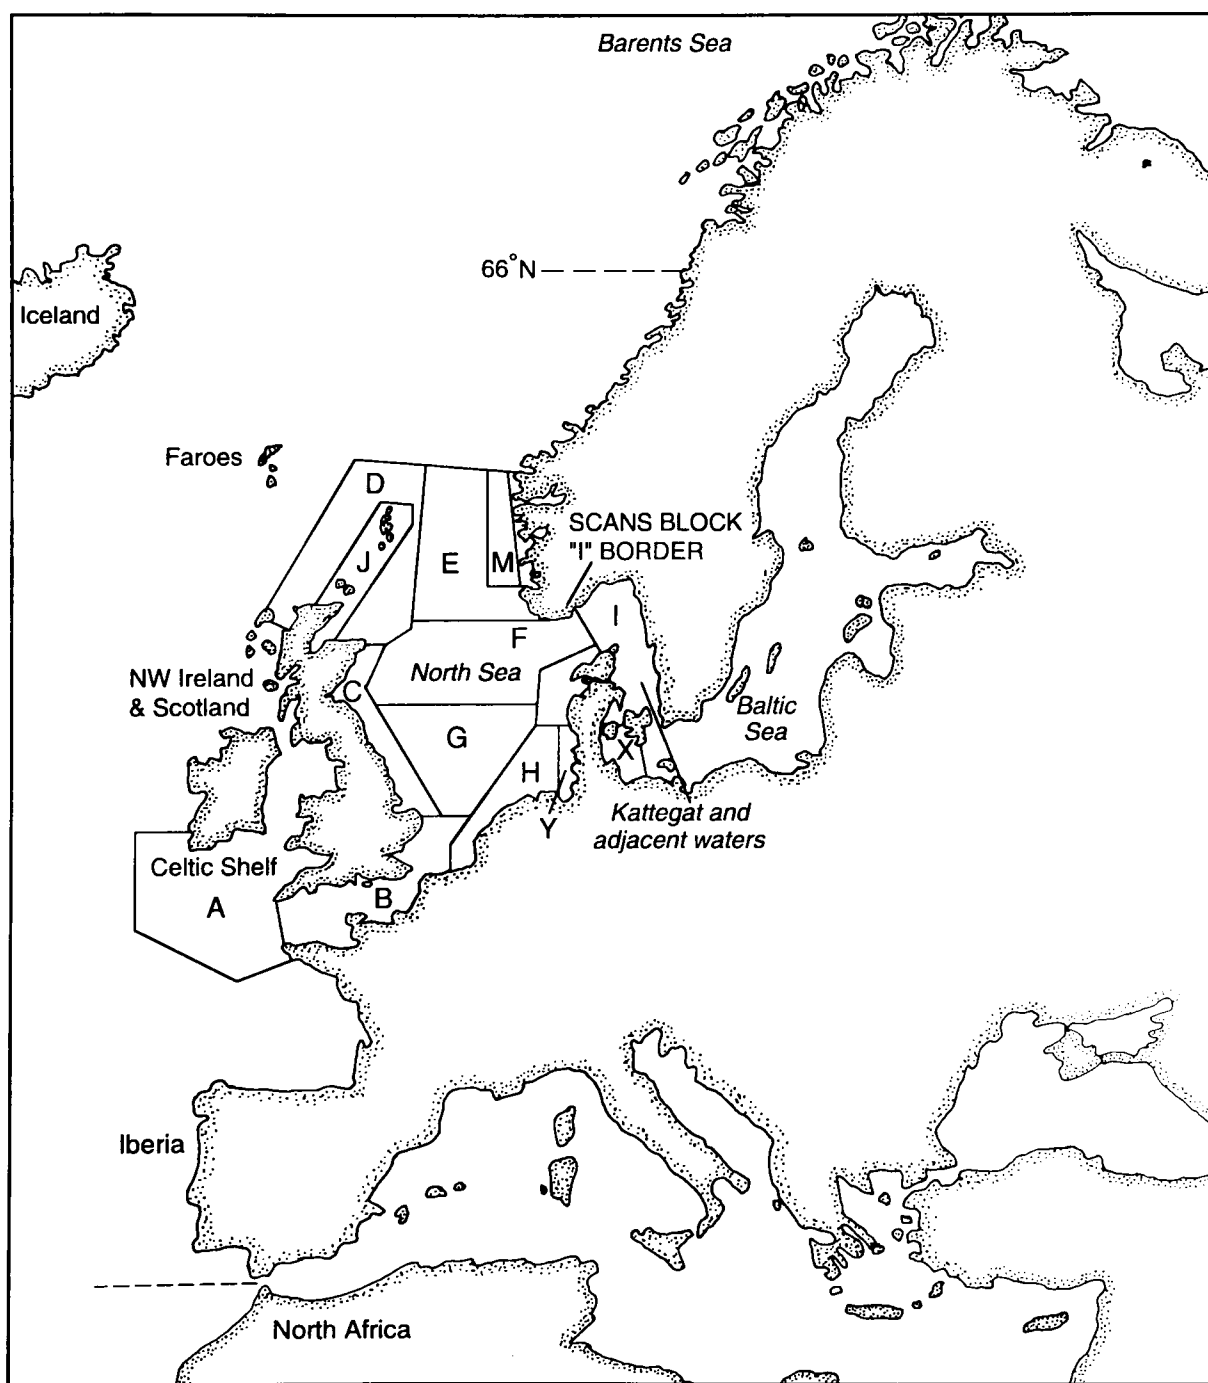 Barents Sea
66°N
Iceland
Faroes
D
SCANS BLOCK
"I" BORDER
J
E
M
I
F
NW Ireland
& Scotland
C
North Sea
Baltic
Sea
G
X
H
Y
Kattegat and
adjacent waters
Celtic Shelf
A
B
Iberia
North Africa